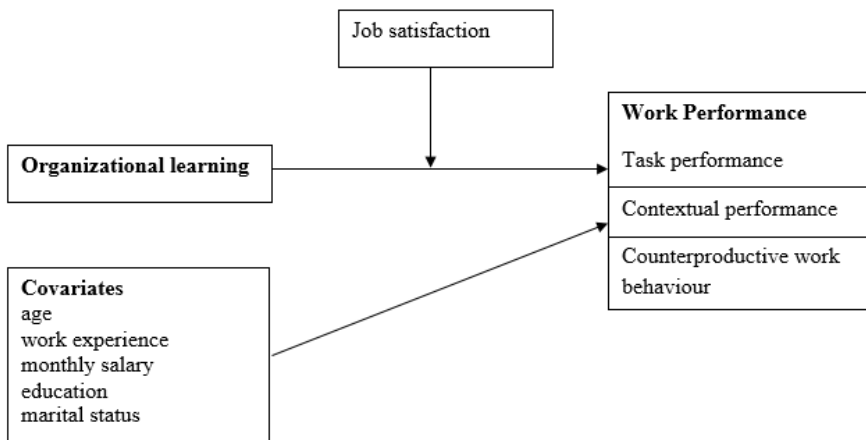 Job satisfaction
Work Performance
Task performance
Organizational learning
Contextual performance
Counterproductive work
behaviour
Covariates
age
work experience
monthly salary
education
marital status